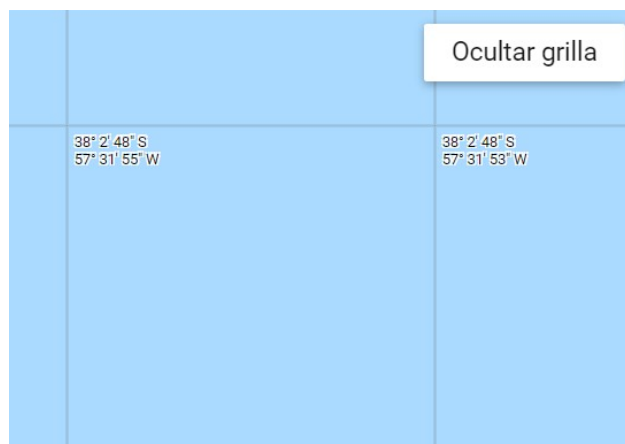 Ocultar grilla
38° 2' 48" S
57° 31' 55" W
38° 2' 48" S
57° 31' 53" W